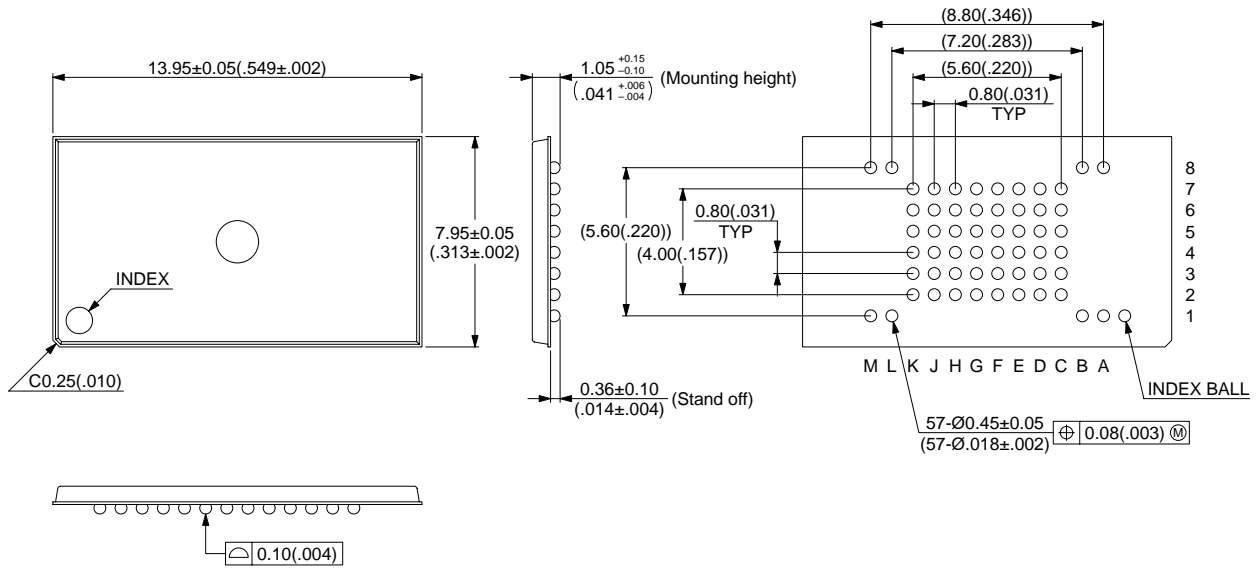 13.95±0.05(.549±.002)
1.05 +0.15 −0.10 (Mounting height)
(.041 +.006 −.004)
(8.80(.346))
(7.20(.283))
(5.60(.220))
0.80(.031)
TYP
7.95±0.05
(.313±.002)
INDEX
C0.25(.010)
(5.60(.220))
(4.00(.157))
0.80(.031)
TYP
8
7
6
5
4
3
2
1
M L K J H G F E D C B A
INDEX BALL
0.36±0.10 (Stand off)
(.014±.004)
57-Ø0.45±0.05
(57-Ø.018±.002)
⌖ 0.08(.003) Ⓜ
⌓ 0.10(.004)